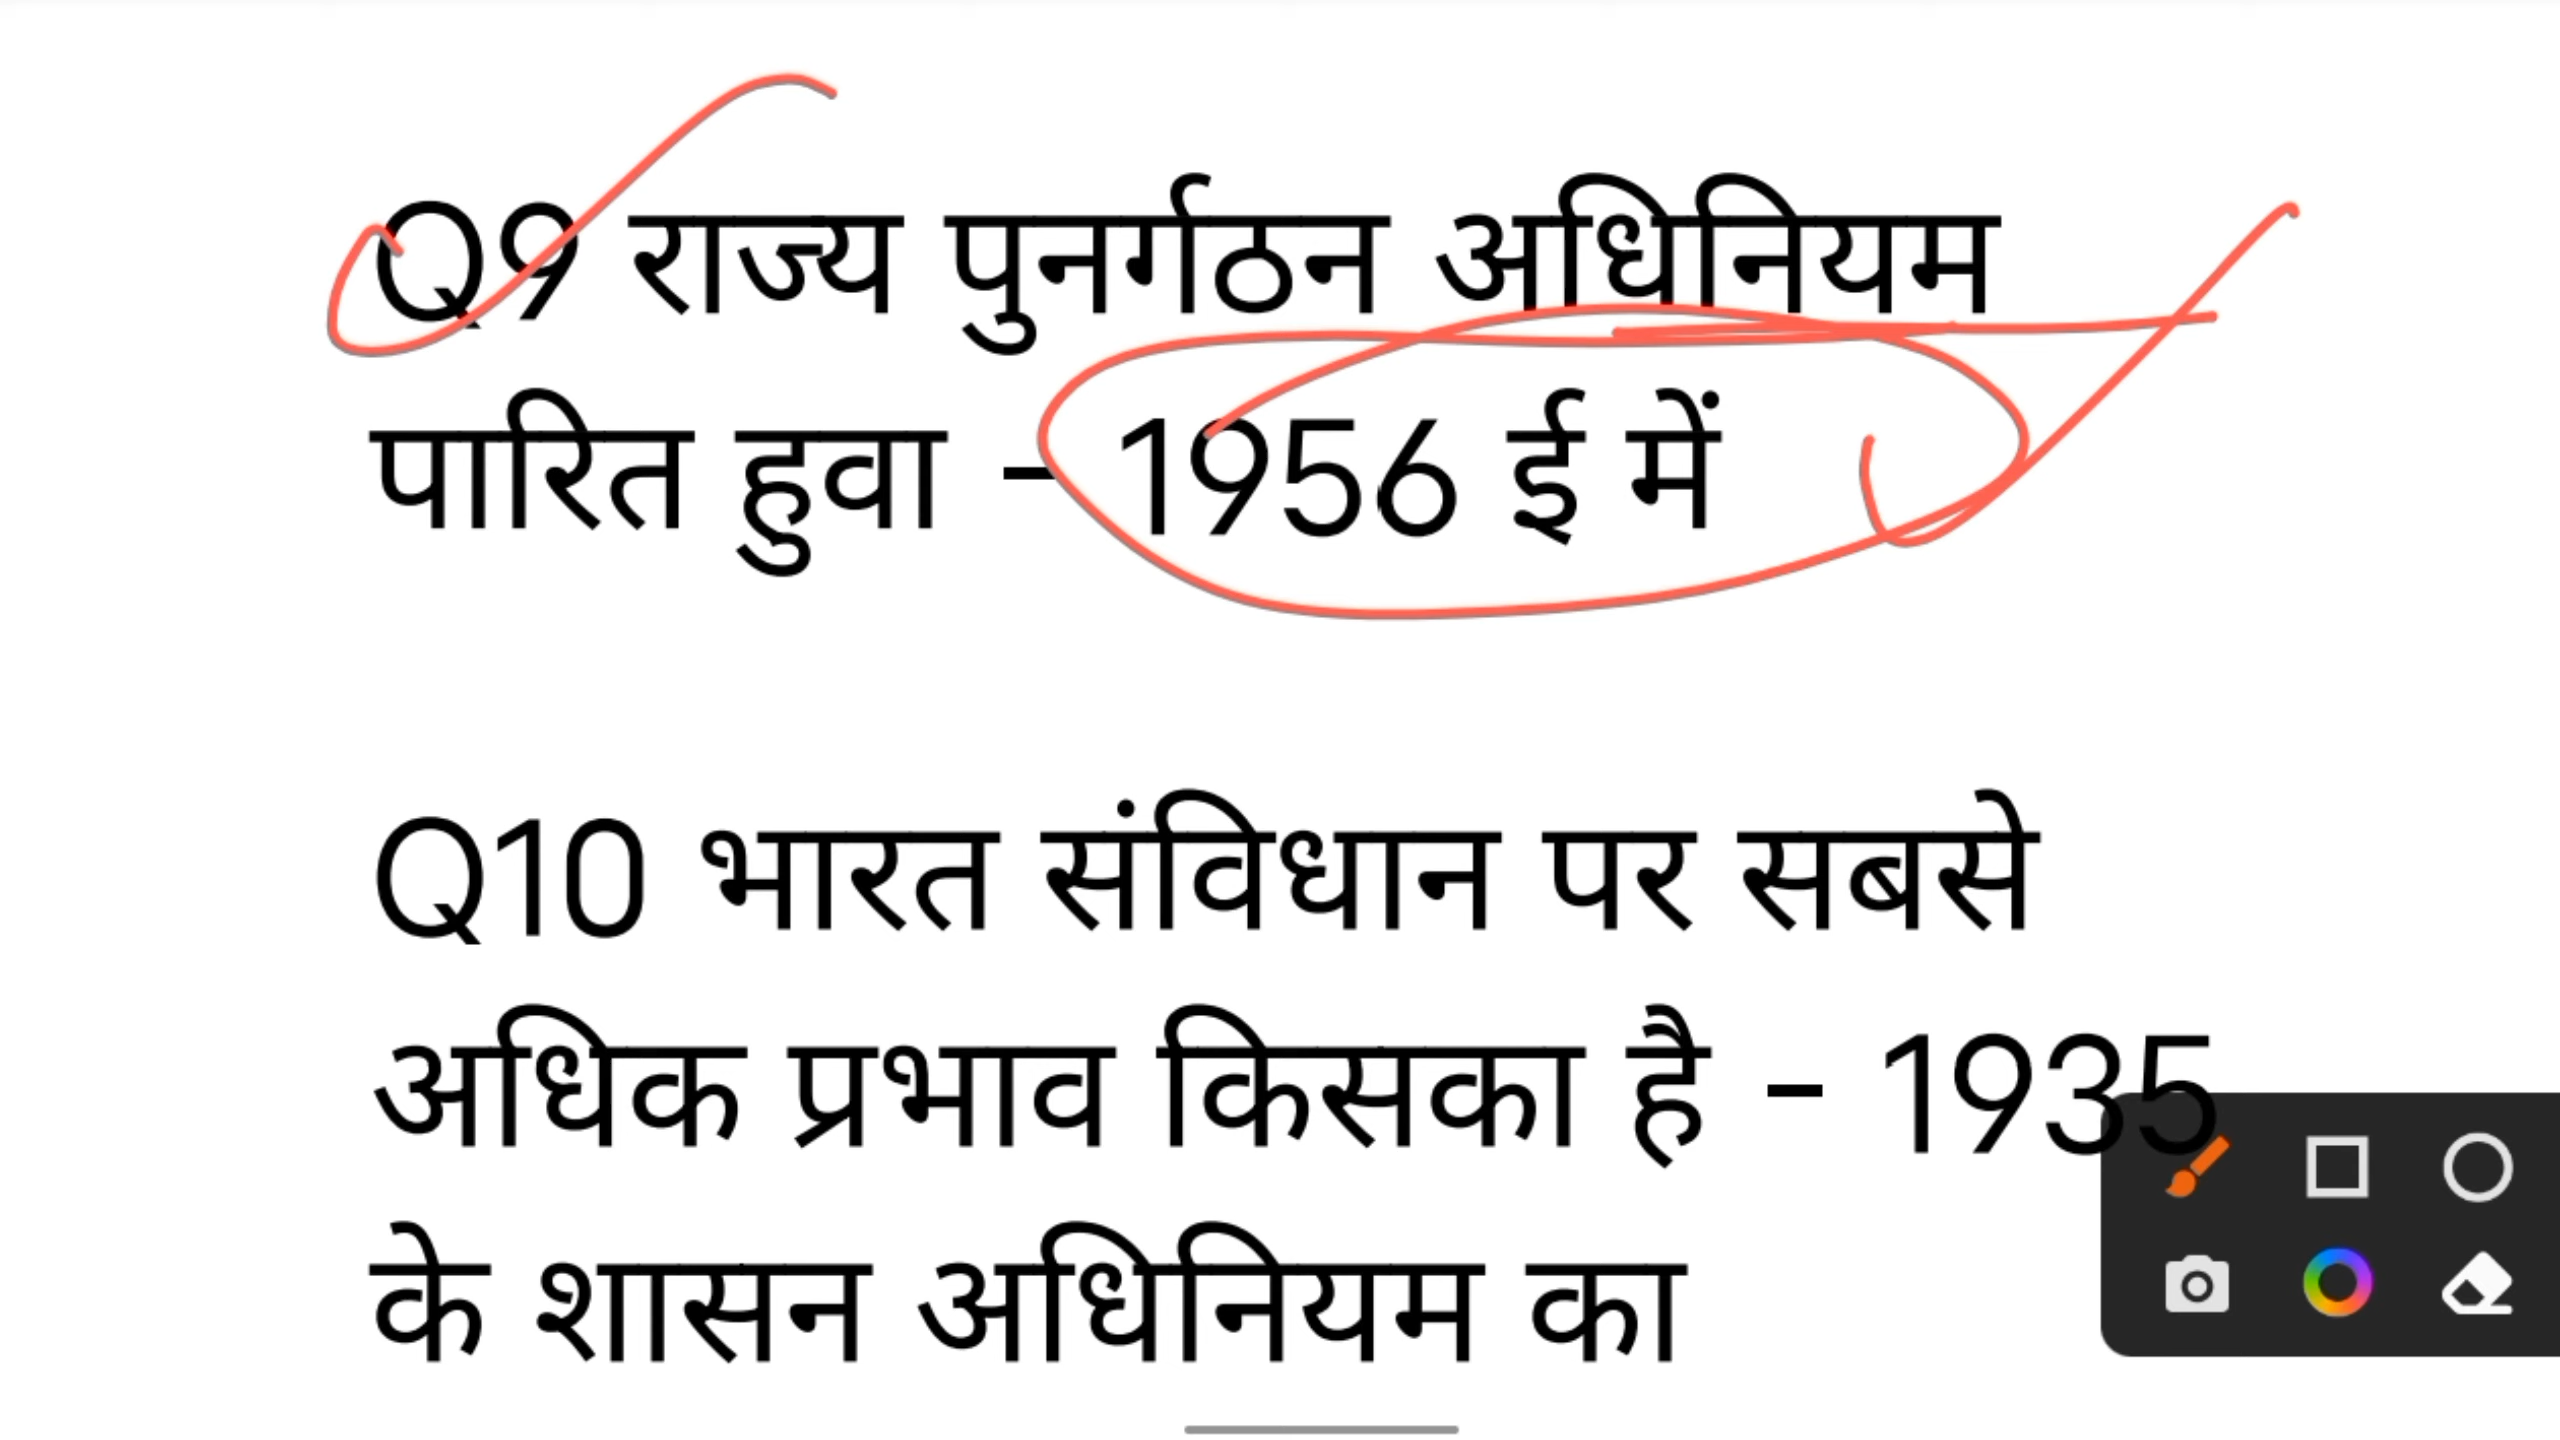 Q9 राज्य पुनर्गठन अधिनियम
पारित हुवा - 1956 ई में
Q10 भारत संविधान पर सबसे
अधिक प्रभाव किसका है - 1935
के शासन अधिनियम का